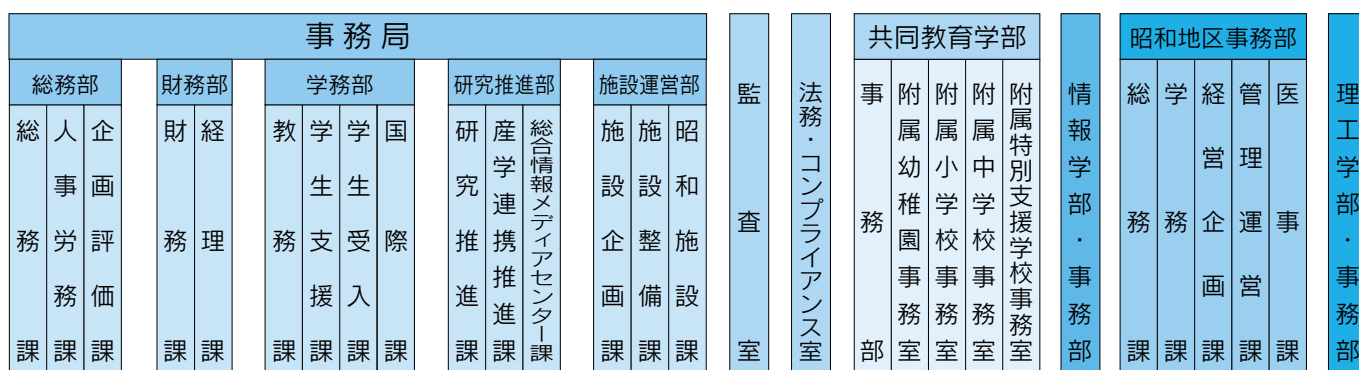 事務局
総務部
総務課
人事労務課
企画評価課
財務部
財務課
経理課
学務部
教務課
学生支援課
学生受入課
国際課
研究推進部
研究推進課
産学連携推進課
総合情報メディアセンター課
施設運営部
施設企画課
施設整備課
昭和施設課
監査室
法務・コンプライアンス室
共同教育学部
事務部
附属幼稚園事務室
附属小学校事務室
附属中学校事務室
附属特別支援学校事務室
情報学部・事務部
昭和地区事務部
総務課
学務課
経営企画課
管理運営課
医事課
理工学部・事務部